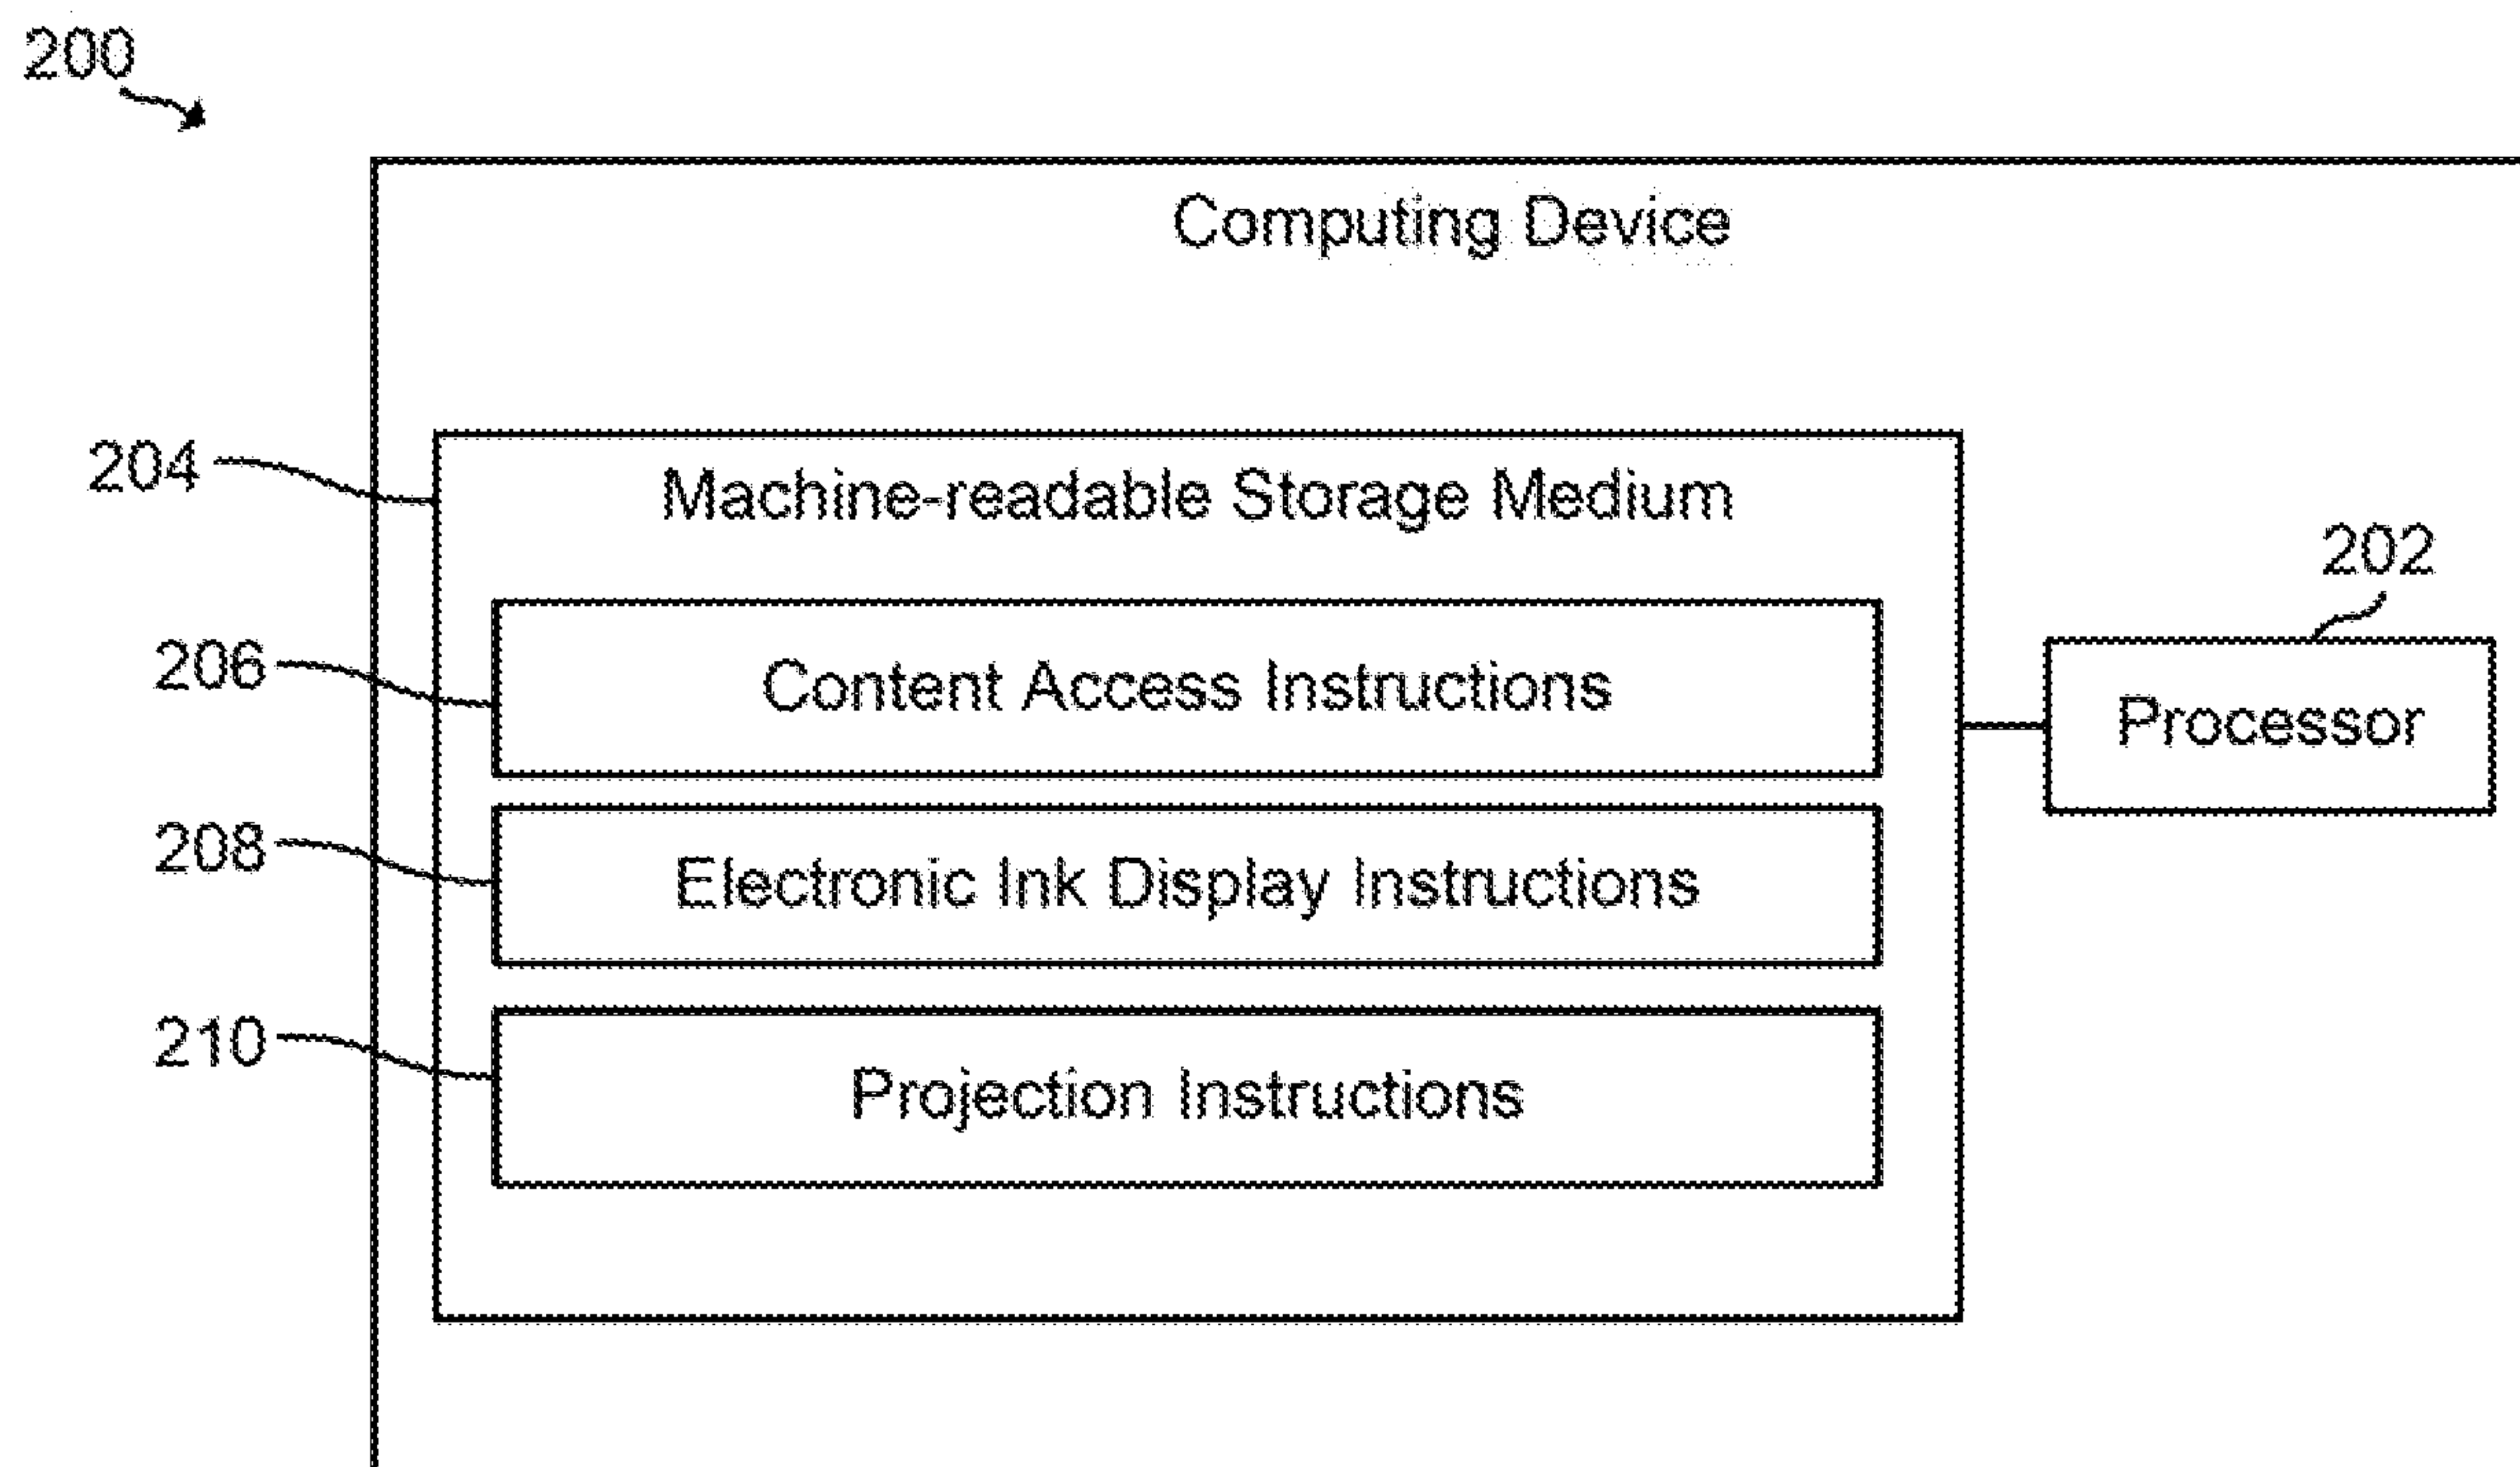 200
Computing Device
204
Machine-readable Storage Medium
202
206
Content Access Instructions
Processor
208
Electronic Ink Display Instructions
210
Projection Instructions